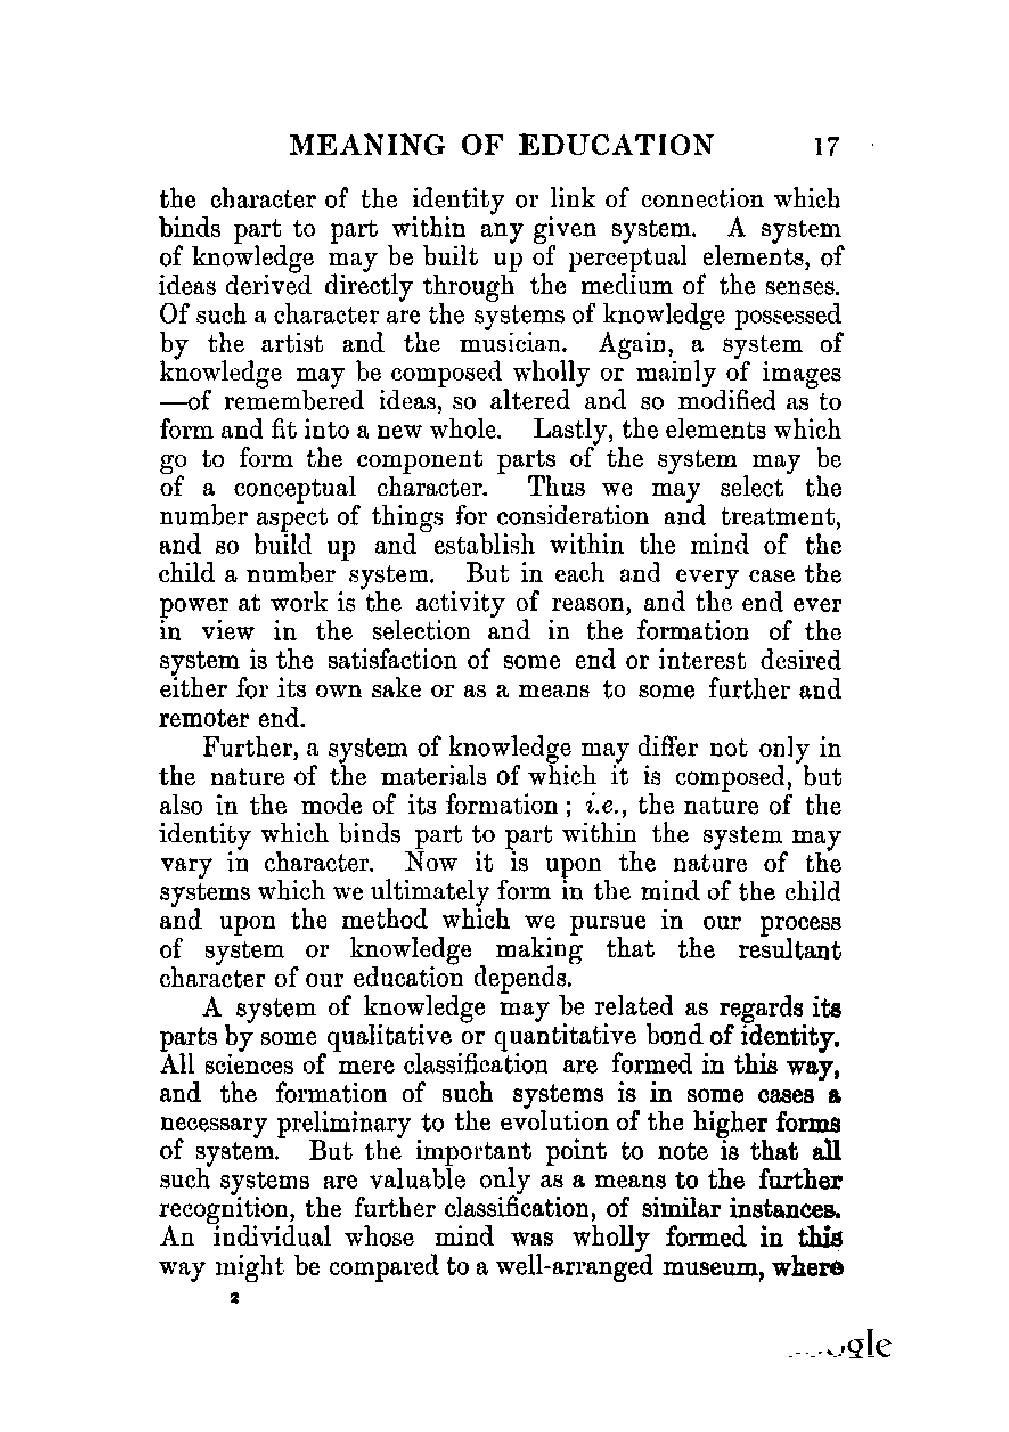 MEANING OF EDUCATION 17
the character of the identity or link of connection which
binds part to part within any given system. A system
of knowledge may be built up of perceptual elements, of
ideas derived directly through the medium of the senses.
Of such a character are the systems of knowledge possessed
by the artist and the musician. Again, a system of
knowledge may be composed wholly or mainly of images
—of remembered ideas, so altered and so modified as to
form and fit into a new whole. Lastly, the elements which
go to form the component parts of the system may be
of a conceptual character. Thus we may select the
number aspect of things for consideration and treatment,
and so build up and establish within the mind of the
child a number system. But in each and every case the
power at work is the activity of reason, and the end ever
in view in the selection and in the formation of the
system is the satisfaction of some end or interest desired
either for its own sake or as a means to some further and
remoter end.
Further, a system of knowledge may differ not only in
the nature of the materials of which it is composed, but
also in the mode of its formation; i.e., the nature of the
identity which binds part to part within the system may
vary in character. Now it is upon the nature of the
systems which we ultimately form in the mind of the child
and upon the method which we pursue in our process
of system or knowledge making that the resultant
character of our education depends.
A system of knowledge may be related as regards its
parts by some qualitative or quantitative bond of identity.
All sciences of mere classification are formed in this way,
and the formation of such systems is in some cases a
necessary preliminary to the evolution of the higher forms
of system. But the important point to note is that all
such systems are valuable only as a means to the further
recognition, the further classification, of similar instances.
An individual whose mind was wholly formed in this
way might be compared to a well-arranged museum, where
2